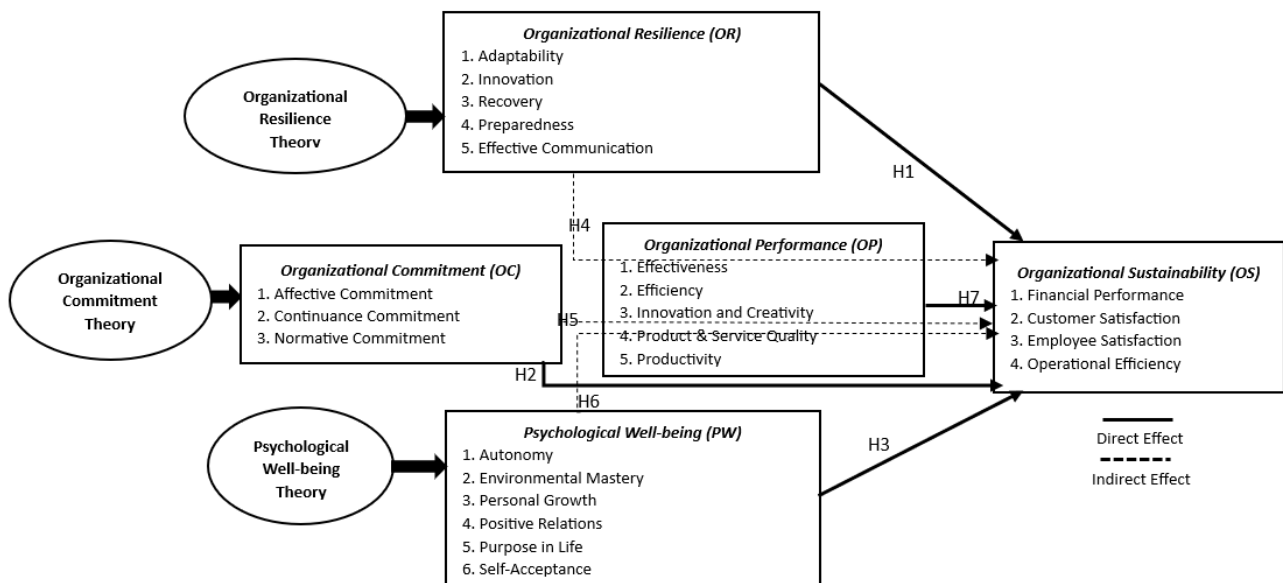 Organizational Resilience (OR)
1. Adaptability
2. Innovation
3. Recovery
4. Preparedness
5. Effective Communication
Organizational
Resilience
Theory
H1
H4
Organizational Performance (OP)
1. Effectiveness
2. Efficiency
3. Innovation and Creativity
4. Product & Service Quality
5. Productivity
Organizational Commitment (OC)
1. Affective Commitment
2. Continuance Commitment
3. Normative Commitment
Organizational
Commitment
Theory
Organizational Sustainability (OS)
1. Financial Performance
2. Customer Satisfaction
3. Employee Satisfaction
4. Operational Efficiency
H7
H5
H2
H6
Psychological Well-being (PW)
1. Autonomy
2. Environmental Mastery
3. Personal Growth
4. Positive Relations
5. Purpose in Life
6. Self-Acceptance
Psychological
Well-being
Theory
H3
Direct Effect
Indirect Effect